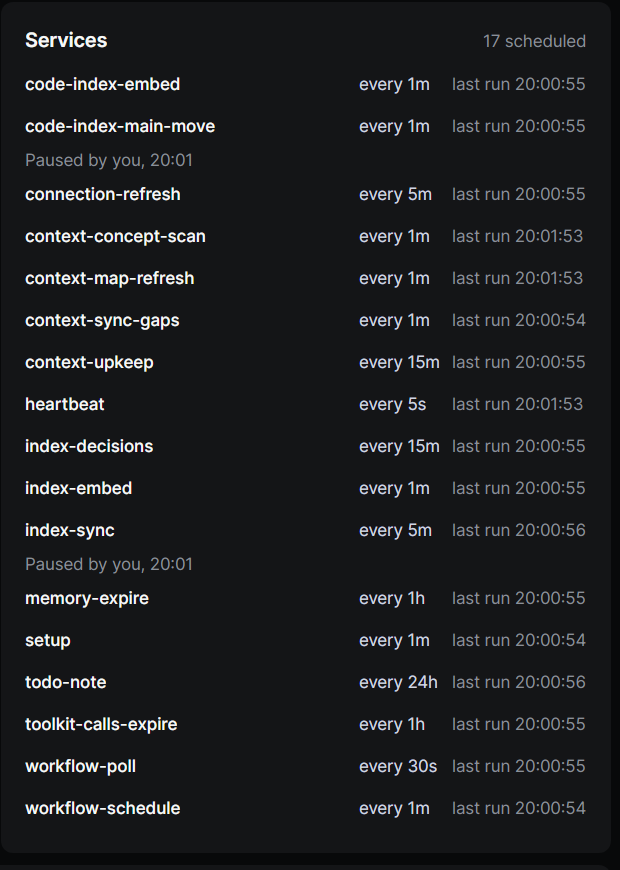 Services 17 scheduled
code-index-embed every 1m last run 20:00:55
code-index-main-move every 1m last run 20:00:55
Paused by you, 20:01
connection-refresh every 5m last run 20:00:55
context-concept-scan every 1m last run 20:01:53
context-map-refresh every 1m last run 20:01:53
context-sync-gaps every 1m last run 20:00:54
context-upkeep every 15m last run 20:00:55
heartbeat every 5s last run 20:01:53
index-decisions every 15m last run 20:00:55
index-embed every 1m last run 20:00:55
index-sync every 5m last run 20:00:56
Paused by you, 20:01
memory-expire every 1h last run 20:00:55
setup every 1m last run 20:00:54
todo-note every 24h last run 20:00:56
toolkit-calls-expire every 1h last run 20:00:55
workflow-poll every 30s last run 20:00:55
workflow-schedule every 1m last run 20:00:54